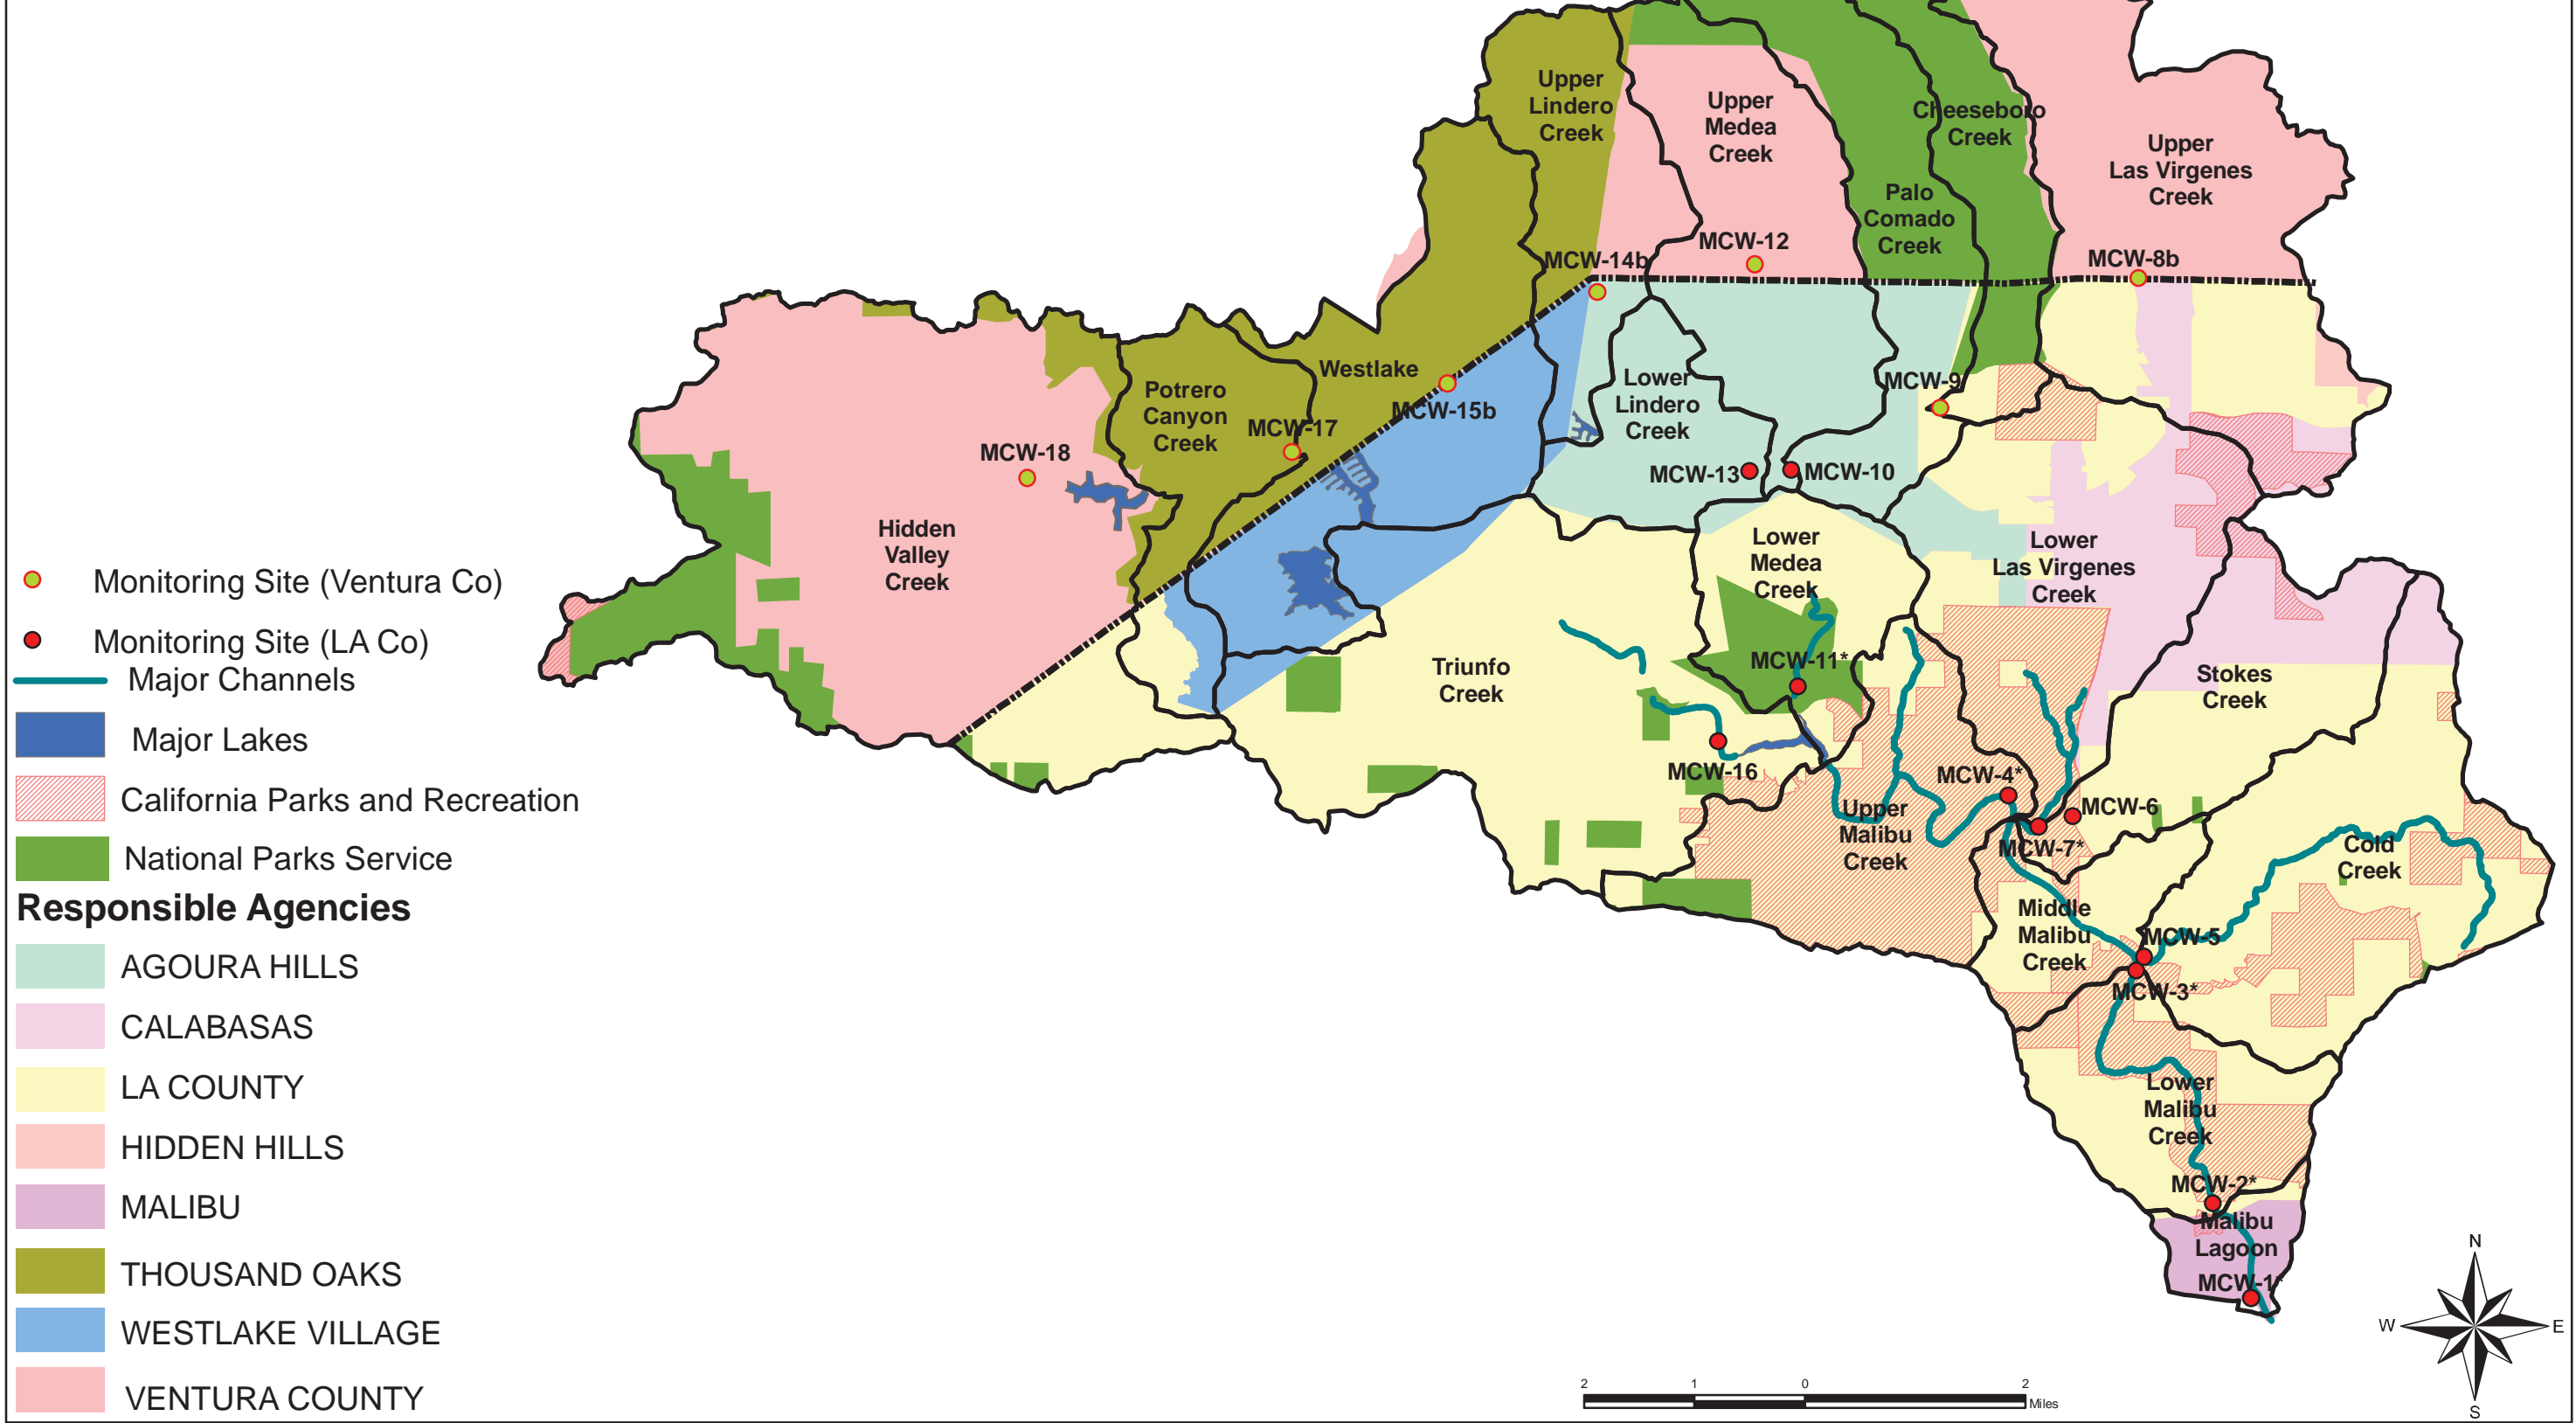 Upper
Lindero
Creek
Upper
Medea
Creek
Cheeseboro
Creek
Upper
Las Virgenes
Creek
Palo
Comado
Creek
MCW-14b
MCW-12
MCW-8b
Westlake
Potrero
Canyon
Creek
MCW-15b
MCW-17
MCW-18
Lower
Lindero
Creek
MCW-9
MCW-13
MCW-10
Hidden
Valley
Creek
Lower
Medea
Creek
Lower
Las Virgenes
Creek
Triunfo
Creek
MCW-11*
Stokes
Creek
MCW-16
MCW-4*
MCW-6
Upper
Malibu
Creek
MCW-7*
Cold
Creek
Middle
Malibu
Creek
MCW-5
MCW-3*
Lower
Malibu
Creek
MCW-2*
Malibu
Lagoon
MCW-1*
Monitoring Site (Ventura Co)
Monitoring Site (LA Co)
Major Channels
Major Lakes
California Parks and Recreation
National Parks Service
Responsible Agencies
AGOURA HILLS
CALABASAS
LA COUNTY
HIDDEN HILLS
MALIBU
THOUSAND OAKS
WESTLAKE VILLAGE
VENTURA COUNTY
2 1 0 2
Miles
N
W E
S